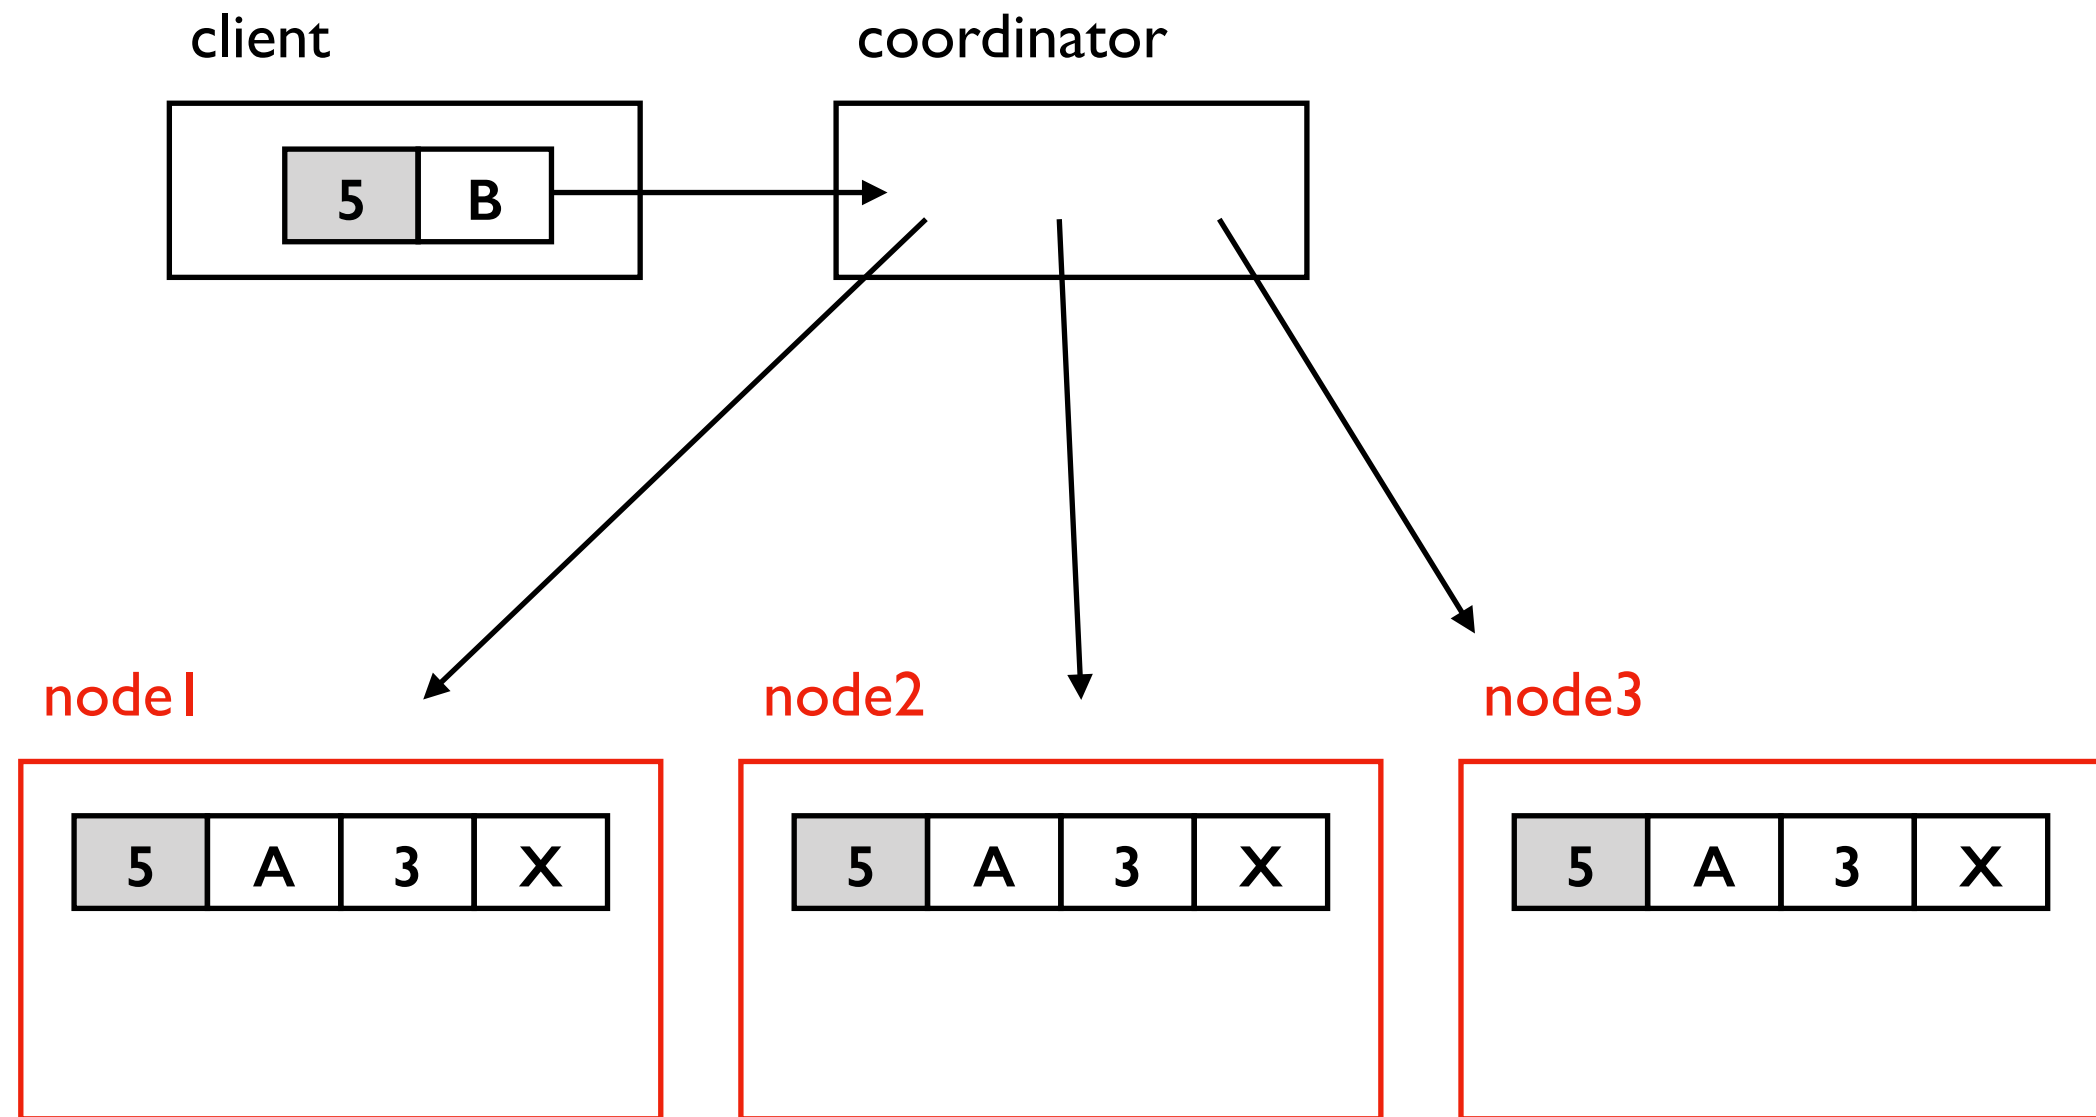 client coordinator
5 B
node1 node2 node3
5 A 3 X 5 A 3 X 5 A 3 X